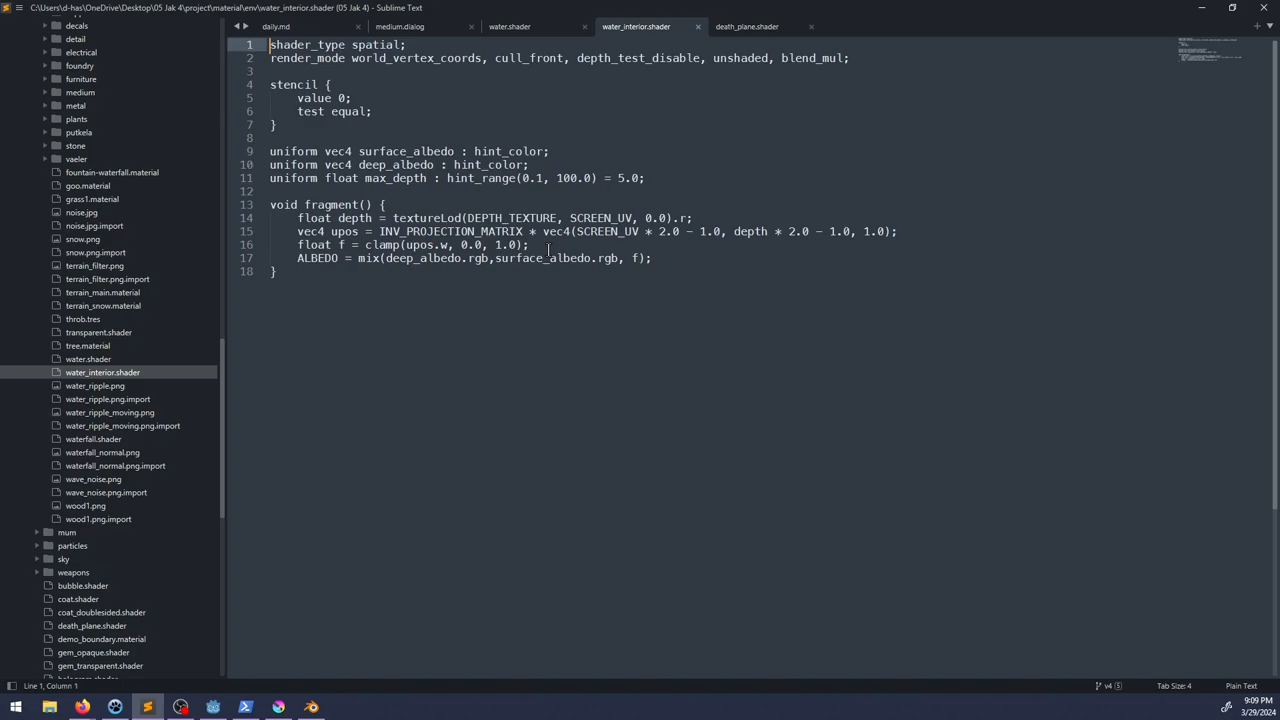 C:\Users\d-has\OneDrive\Desktop\05 Jak 4\project\material\env\water_interior.shader (project) - Sublime Text
daily.md
medium.dialog
water.shader
water_interior.shader
death_plane.shader
decals
detail
electrical
foundry
furniture
medium
metal
plants
putkela
stone
vaeler
fountain-waterfall.material
goo.material
grass1.material
noise.jpg
noise.jpg.import
snow.png
snow.png.import
terrain_filter.png
terrain_filter.png.import
terrain_main.material
terrain_snow.material
throb.tres
transparent.shader
tree.material
water.shader
water_interior.shader
water_ripple.png
water_ripple.png.import
water_ripple_moving.png
water_ripple_moving.png.import
waterfall.shader
waterfall_normal.png
waterfall_normal.png.import
wave_noise.png
wave_noise.png.import
wood1.png
wood1.png.import
mum
particles
sky
weapons
bubble.shader
coat.shader
coat_doublesided.shader
death_plane.shader
demo_boundary.material
gem_opaque.shader
gem_transparent.shader
1 shader_type spatial;
2 render_mode world_vertex_coords, cull_front, depth_test_disable, unshaded, blend_mul;
3
4 stencil {
5 value 0;
6 test equal;
7 }
8
9 uniform vec4 surface_albedo : hint_color;
10 uniform vec4 deep_albedo : hint_color;
11 uniform float max_depth : hint_range(0.1, 100.0) = 5.0;
12
13 void fragment() {
14 float depth = textureLod(DEPTH_TEXTURE, SCREEN_UV, 0.0).r;
15 vec4 upos = INV_PROJECTION_MATRIX * vec4(SCREEN_UV * 2.0 - 1.0, depth * 2.0 - 1.0, 1.0);
16 float f = clamp(upos.w, 0.0, 1.0);
17 ALBEDO = mix(deep_albedo.rgb,surface_albedo.rgb, f);
18 }
Line 1, Column 1
v4 (5)
Tab Size: 4
Plain Text
9:09 PM
3/29/2024